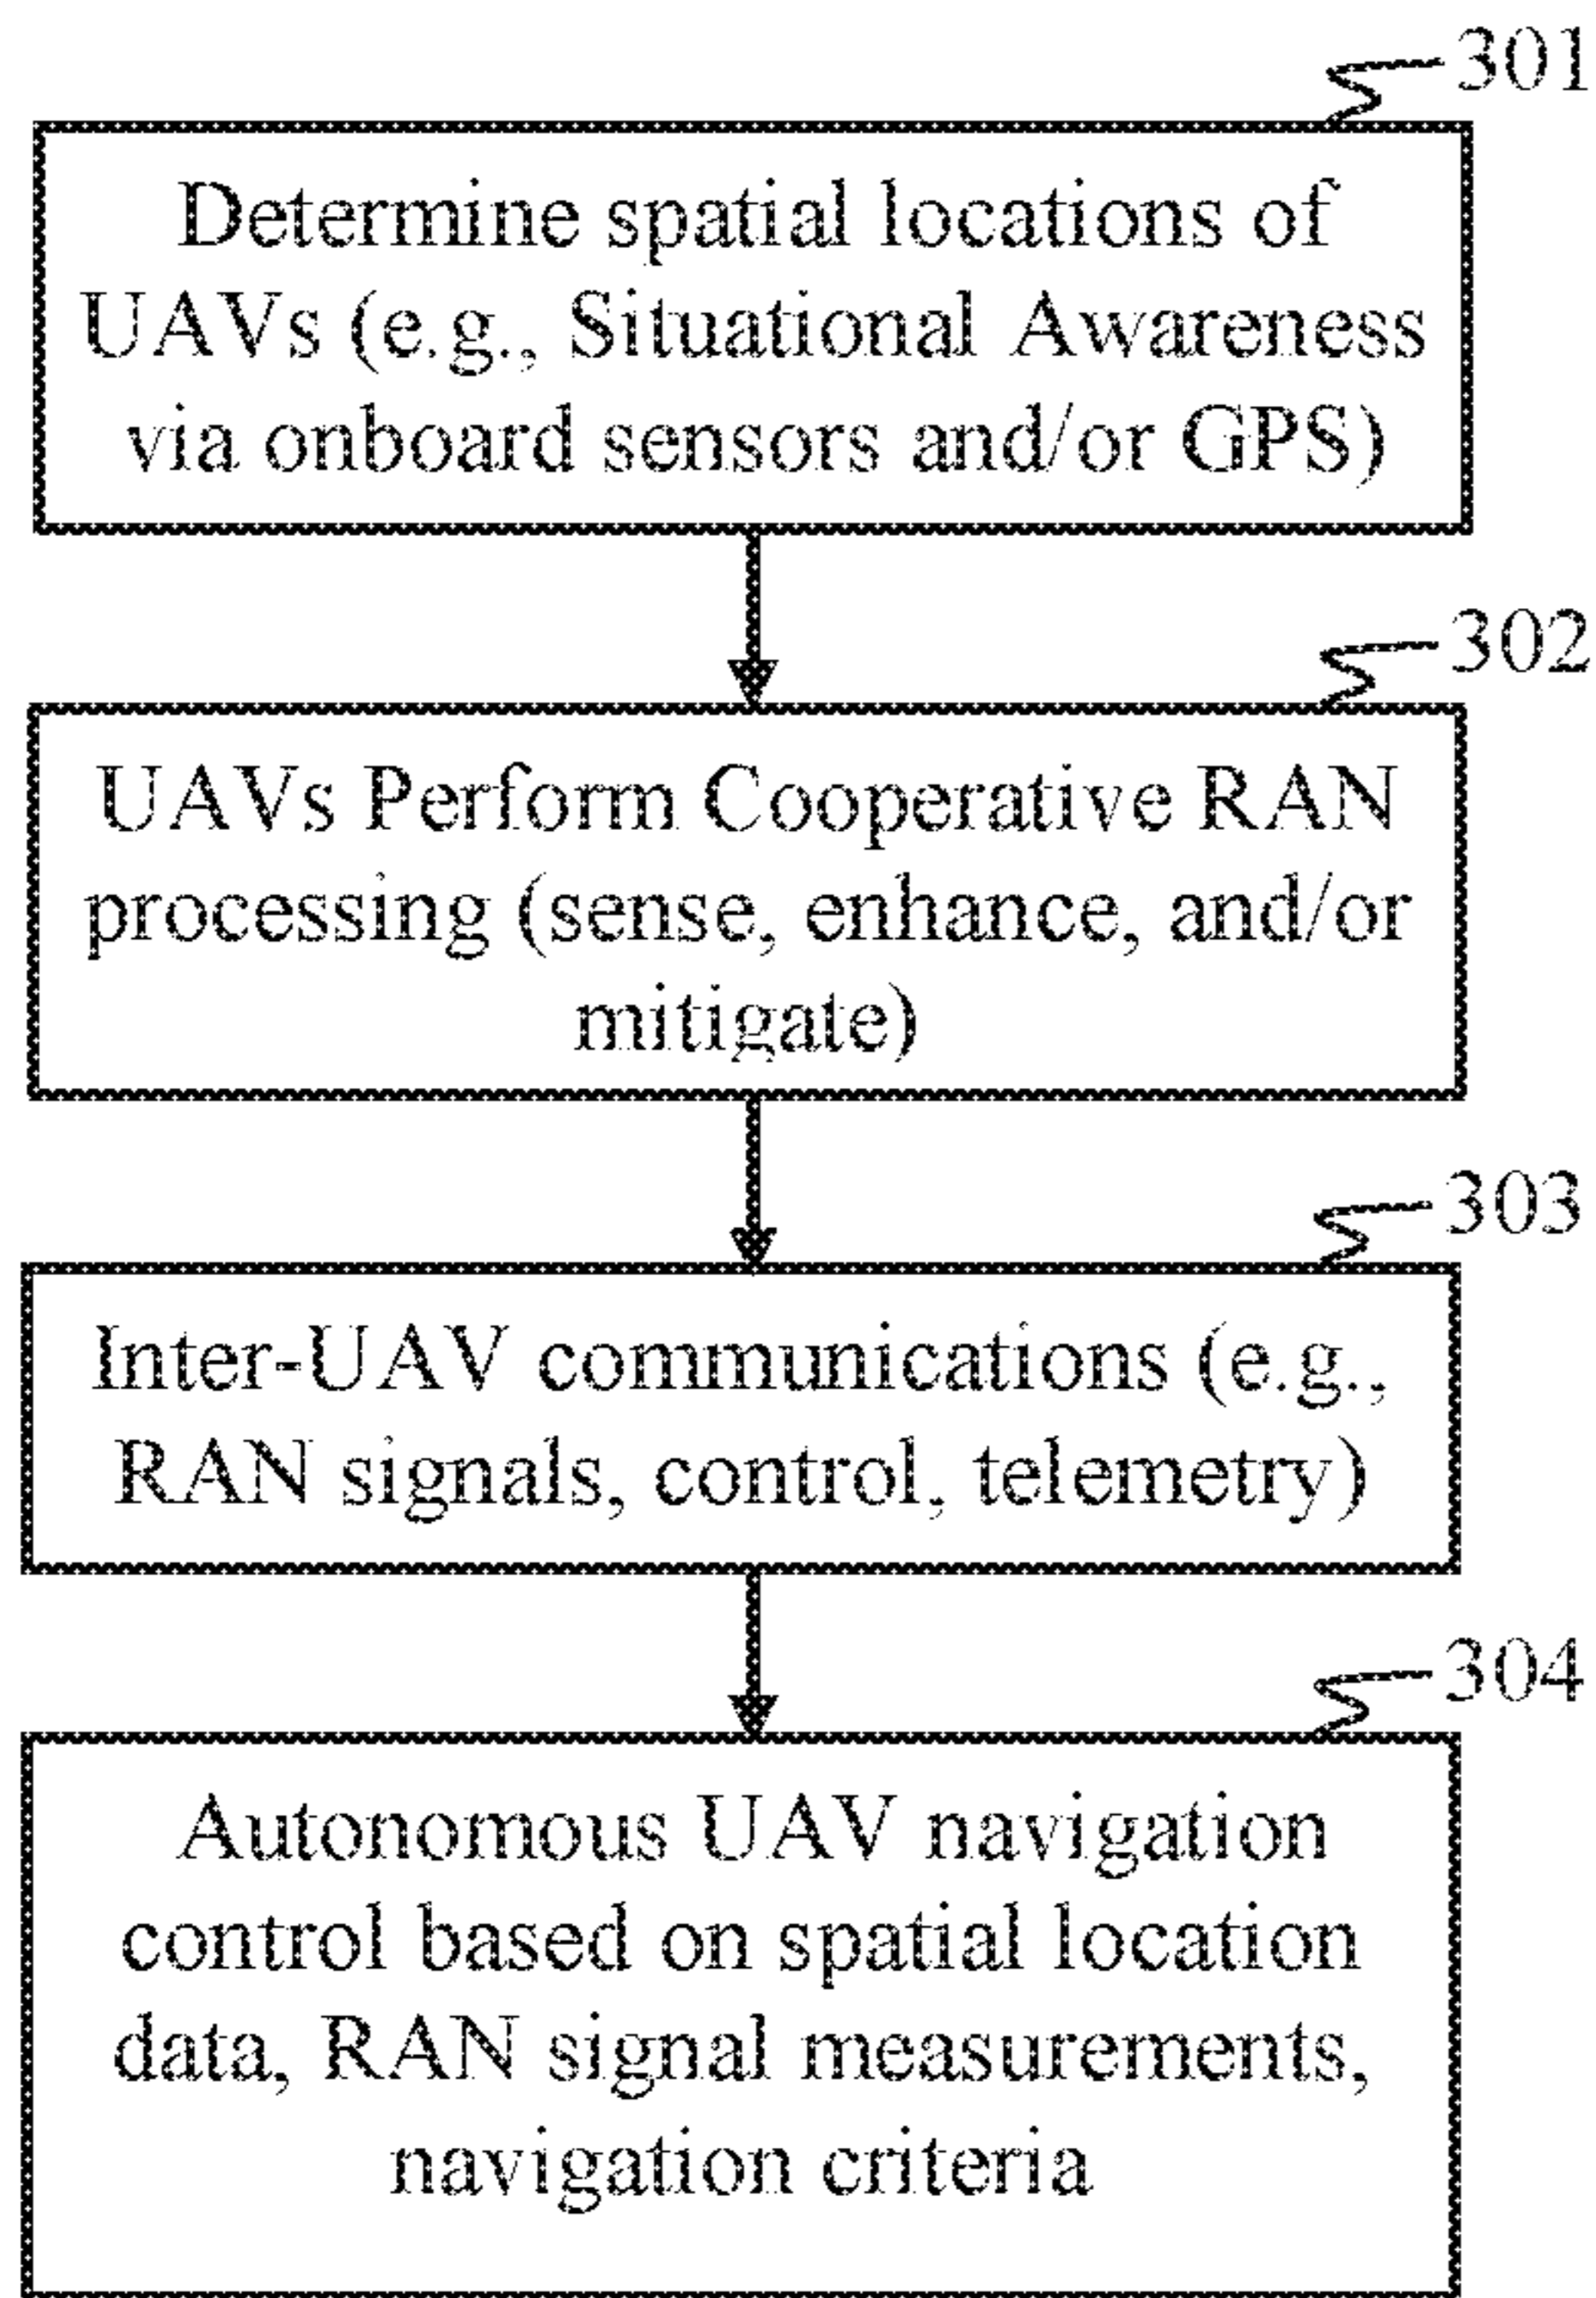 301
Determine spatial locations of
UAVs (e.g., Situational Awareness
via onboard sensors and/or GPS)
302
UAVs Perform Cooperative RAN
processing (sense, enhance, and/or
mitigate)
303
Inter-UAV communications (e.g.,
RAN signals, control, telemetry)
304
Autonomous UAV navigation
control based on spatial location
data, RAN signal measurements,
navigation criteria